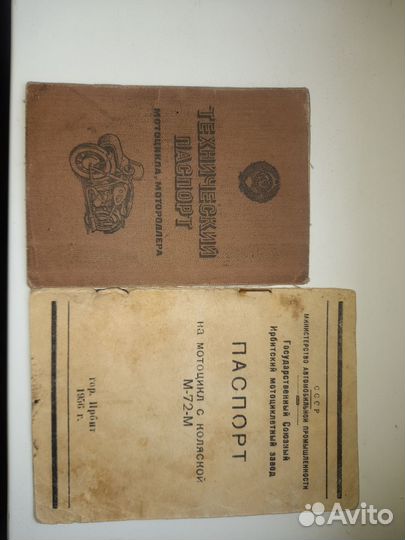 ТЕХНИЧЕСКИЙ
ПАСПОРТ
МОТОЦИКЛА, МОТОРОЛЛЕРА
СССР
МИНИСТЕРСТВО АВТОМОБИЛЬНОЙ ПРОМЫШЛЕННОСТИ
Государственный Союзный
Ирбитский мотоциклетный завод
ПАСПОРТ
на мотоцикл с коляской
М-72-М
гор. Ирбит
1956 г.
Avito